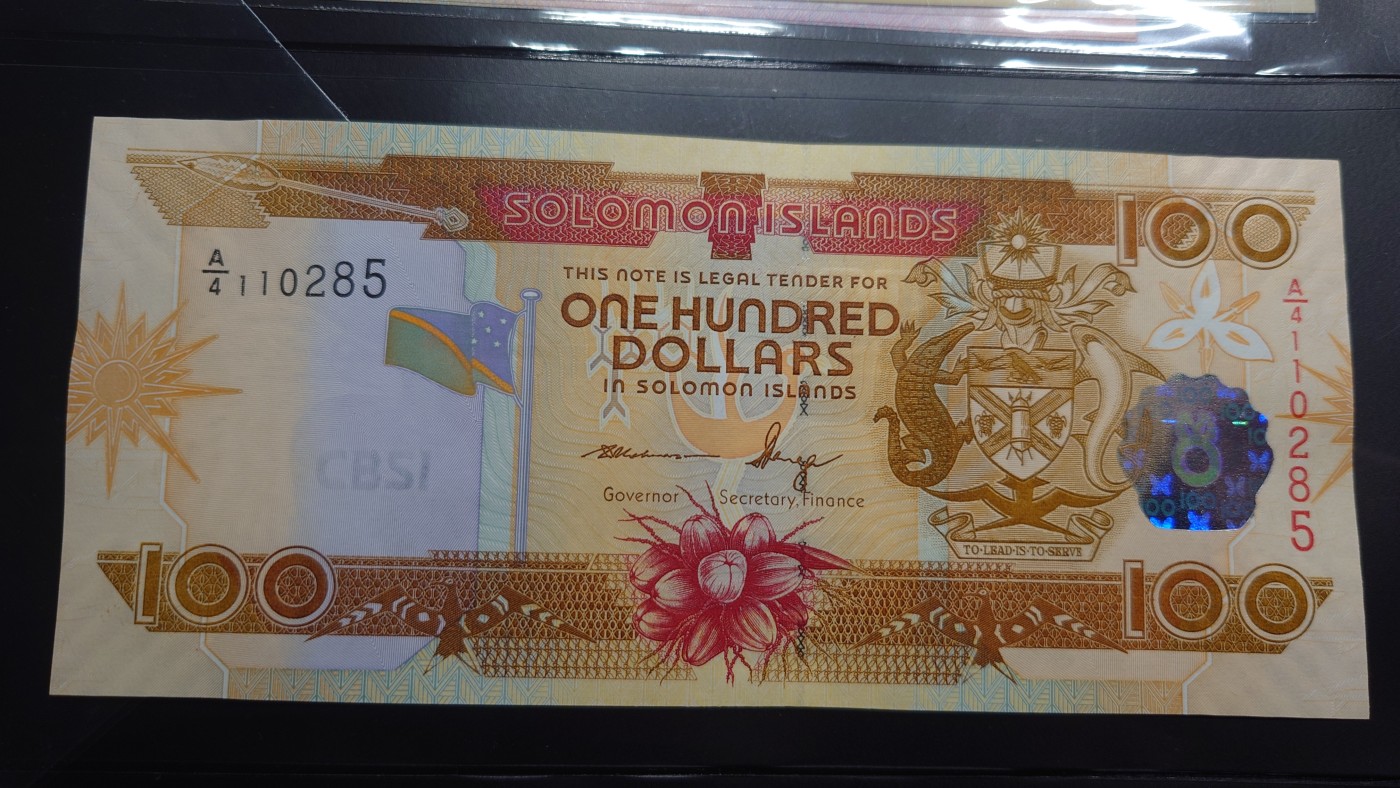 SOLOMON ISLANDS
100
A/4 110285
THIS NOTE IS LEGAL TENDER FOR
ONE HUNDRED
DOLLARS
IN SOLOMON ISLANDS
A/4 110285
CBSI
Governor Secretary, Finance
TO·LEAD·IS·TO·SERVE
100
100